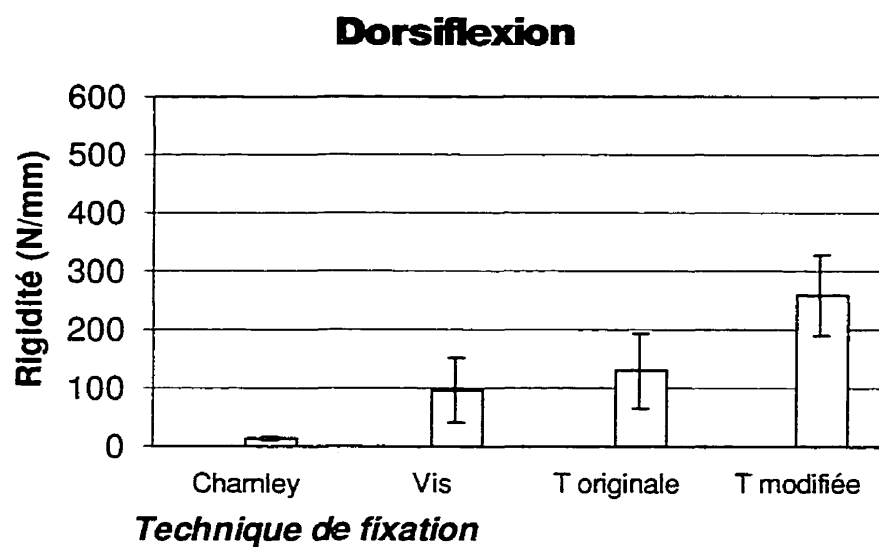 Dorsiflexion
Rigidité (N/mm)
600
500
400
300
200
100
0
Charnley
Vis
T originale
T modifiée
Technique de fixation